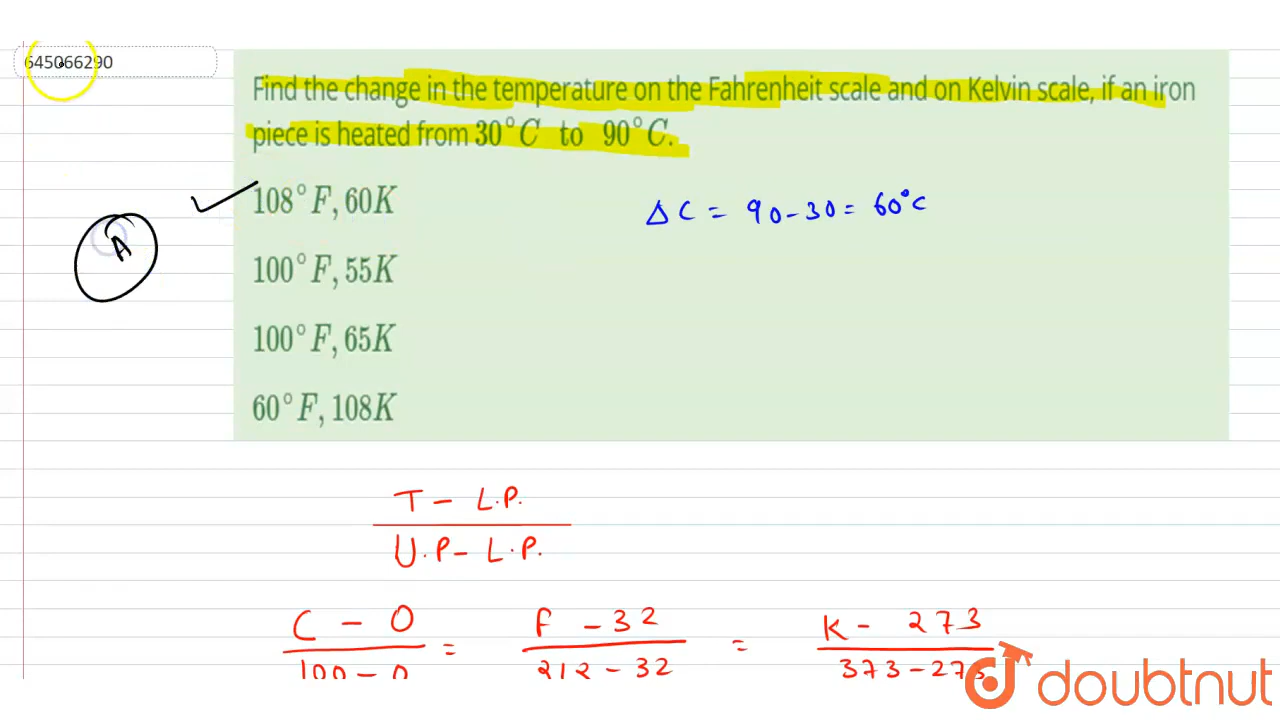 645066290
Find the change in the temperature on the Fahrenheit scale and on Kelvin scale, if an iron
piece is heated from 30°C to 90°C.
108°F, 60K
Δ C = 90 - 30 = 60°C
A
100°F, 55K
100°F, 65K
60°F, 108K
T - L.P.
U.P - L.P.
C - 0 F - 32 K - 273
= =
100 - 0 212 - 32 373 - 273
doubtnut